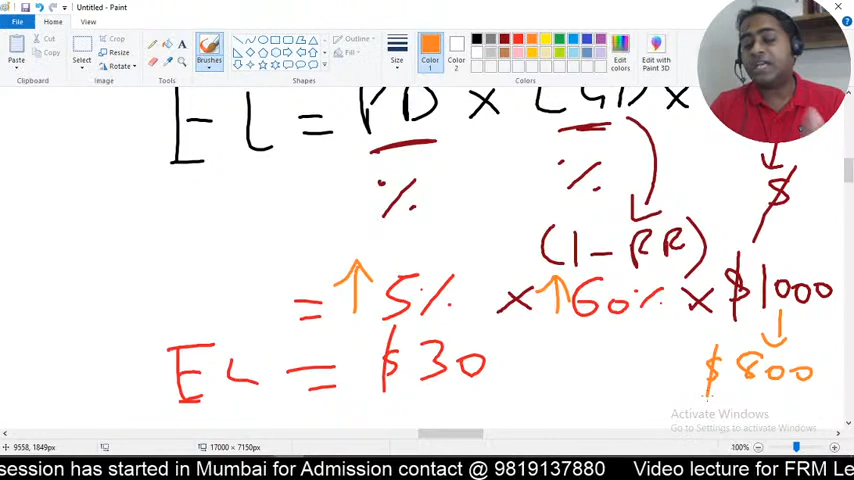 Untitled - Paint
File Home View
Paste Cut Copy Clipboard
Select Crop Resize Rotate Image
Tools
Brushes
Shapes Outline Fill
Size
Color 1 Color 2 Colors
Edit colors
Edit with Paint 3D
EL = PD × LGD ×
% % $
(1 - RR)
= ↑ 5% × ↑ 60% × $1000
EL = $30 $800
Activate Windows
Go to Settings to activate Windows.
9558, 1849px 17000 × 7150px 100%
session has started in Mumbai for Admission contact @ 9819137880 Video lecture for FRM Le